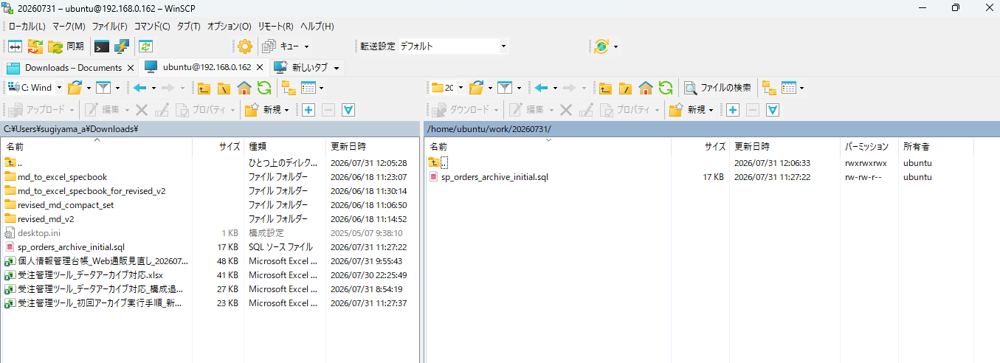 20260731 – ubuntu@192.168.0.162 – WinSCP
ローカル(L) マーク(M) ファイル(F) コマンド(C) タブ(T) オプション(O) リモート(R) ヘルプ(H)
同期 キュー 転送設定 デフォルト
Downloads – Documents ubuntu@192.168.0.162 新しいタブ
C: Wind 20 ファイルの検索
アップロード 編集 プロパティ 新規 ダウンロード 編集 プロパティ 新規
C:¥Users¥sugiyama_a¥Downloads¥
名前 サイズ 種類 更新日時
.. ひとつ上のディレク... 2026/07/31 12:05:28
md_to_excel_specbook ファイル フォルダー 2026/06/18 11:23:07
md_to_excel_specbook_for_revised_v2 ファイル フォルダー 2026/06/18 11:30:14
revised_md_compact_set ファイル フォルダー 2026/06/18 11:06:50
revised_md_v2 ファイル フォルダー 2026/06/18 11:14:52
desktop.ini 1 KB 構成設定 2025/05/07 9:38:10
sp_orders_archive_initial.sql 17 KB SQL ソース ファイル 2026/07/31 11:27:22
個人情報管理台帳_Web通販見直し_202607... 48 KB Microsoft Excel ... 2026/07/31 9:55:43
受注管理ツール_データアーカイブ対応.xlsx 41 KB Microsoft Excel ... 2026/07/30 22:25:49
受注管理ツール_データアーカイブ対応_構成追... 27 KB Microsoft Excel ... 2026/07/31 8:54:19
受注管理ツール_初回アーカイブ実行手順_新... 23 KB Microsoft Excel ... 2026/07/31 11:27:37
/home/ubuntu/work/20260731/
名前 サイズ 更新日時 パーミッション 所有者
.. 2026/07/31 12:06:33 rwxrwxrwx ubuntu
sp_orders_archive_initial.sql 17 KB 2026/07/31 11:27:22 rw-rw-r-- ubuntu